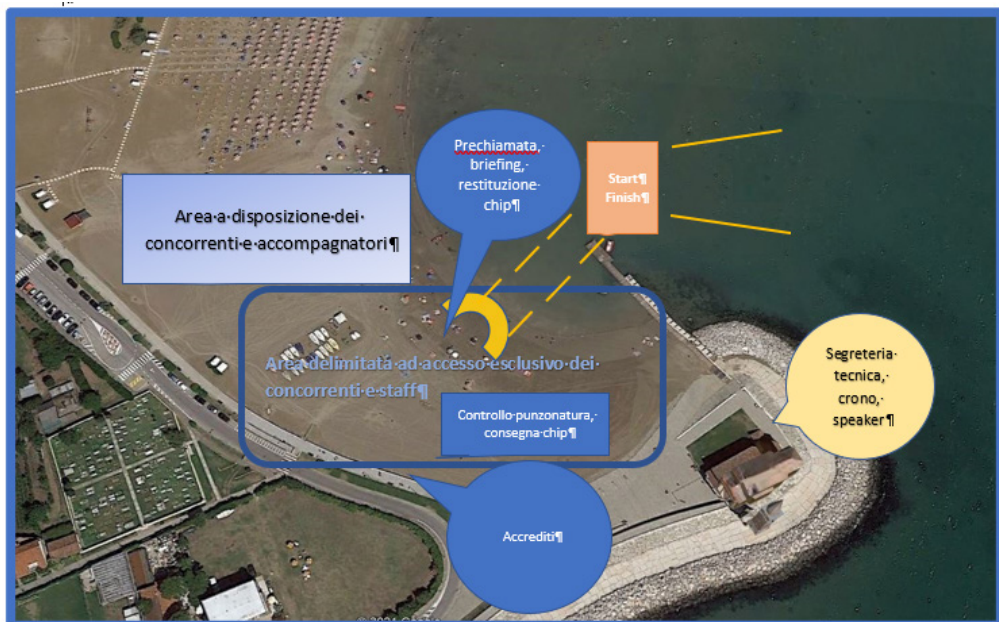 Prechiamata,·
briefing,·
restituzione·
chip¶
Start¶
Finish¶
Area·a·disposizione·dei·
concorrenti·e·accompagnatori¶
Area·delimitata·ad·accesso·esclusivo·dei·
concorrenti·e·staff¶
Controllo·punzonatura,·
consegna·chip¶
Segreteria·
tecnica,·
crono,·
speaker¶
Accrediti¶